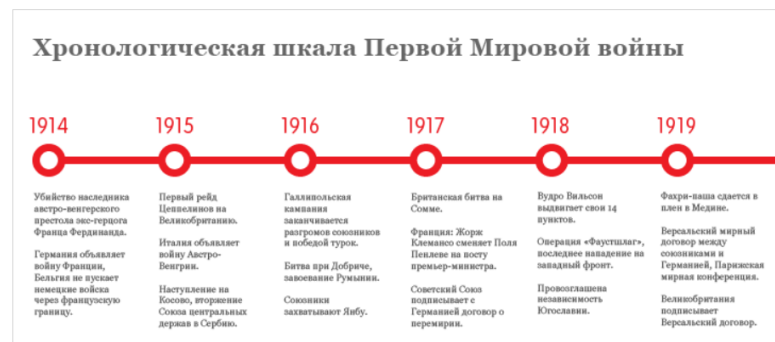 Хронологическая шкала Первой Мировой войны
1914
1915
1916
1917
1918
1919
Убийство наследника
австро-венгерского
престола экс-герцога
Франца Фердинанда.
Германия объявляет
войну Франции,
Бельгия не пускает
немецкие войска
через французскую
границу.
Первый рейд
Цеппелинов на
Великобританию.
Италия объявляет
войну Австро-
Венгрии.
Наступление на
Косово, вторжение
Союза центральных
держав в Сербию.
Галлипольская
кампания
заканчивается
разгромов союзников
и победой турок.
Битва при Добриче,
завоевание Румынии.
Союзники
захватывают Янбу.
Британская битва на
Сомме.
Франция: Жорж
Клемансо сменяет Поля
Пенлеве на посту
премьер-министра.
Советский Союз
подписывает с
Германией договор о
перемирии.
Вудро Вильсон
выдвигает свои 14
пунктов.
Операция «Фаустшлаг»,
последнее нападение на
западный фронт.
Провозглашена
независимость
Югославии.
Фахри-паша сдается в
плен в Медине.
Версальский мирный
договор между
союзниками и
Германией, Парижская
мирная конференция.
Великобритания
подписывает
Версальский договор.